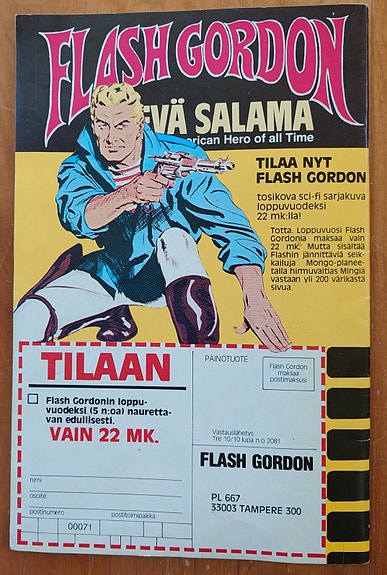 FLASH GORDON
EVÄ SALAMA
erican Hero of all Time
TILAA NYT
FLASH GORDON
tosikova sci-fi sarjakuva
loppuvuodeksi
22 mk:lla!
Totta. Loppuvuosi Flash
Gordonia maksaa vain
22 mk. Mutta sisältää
Flashin jännittäviä seik-
kailuja Mongo-planee-
talla hirmuvaltias Mingiä
vastaan yli 200 värikästä
sivua.
TILAAN
Flash Gordonin loppu-
vuodeksi (5 n:oa) nauretta-
van edullisesti.
VAIN 22 MK.
nimi
osoite
postinumero postitoimipaikka
00071
PAINOTUOTE
Flash Gordon
maksaa
postimaksusi
Vastauslähetys
Tre 10/10 lupa n:o 2081
FLASH GORDON
PL 667
33003 TAMPERE 300